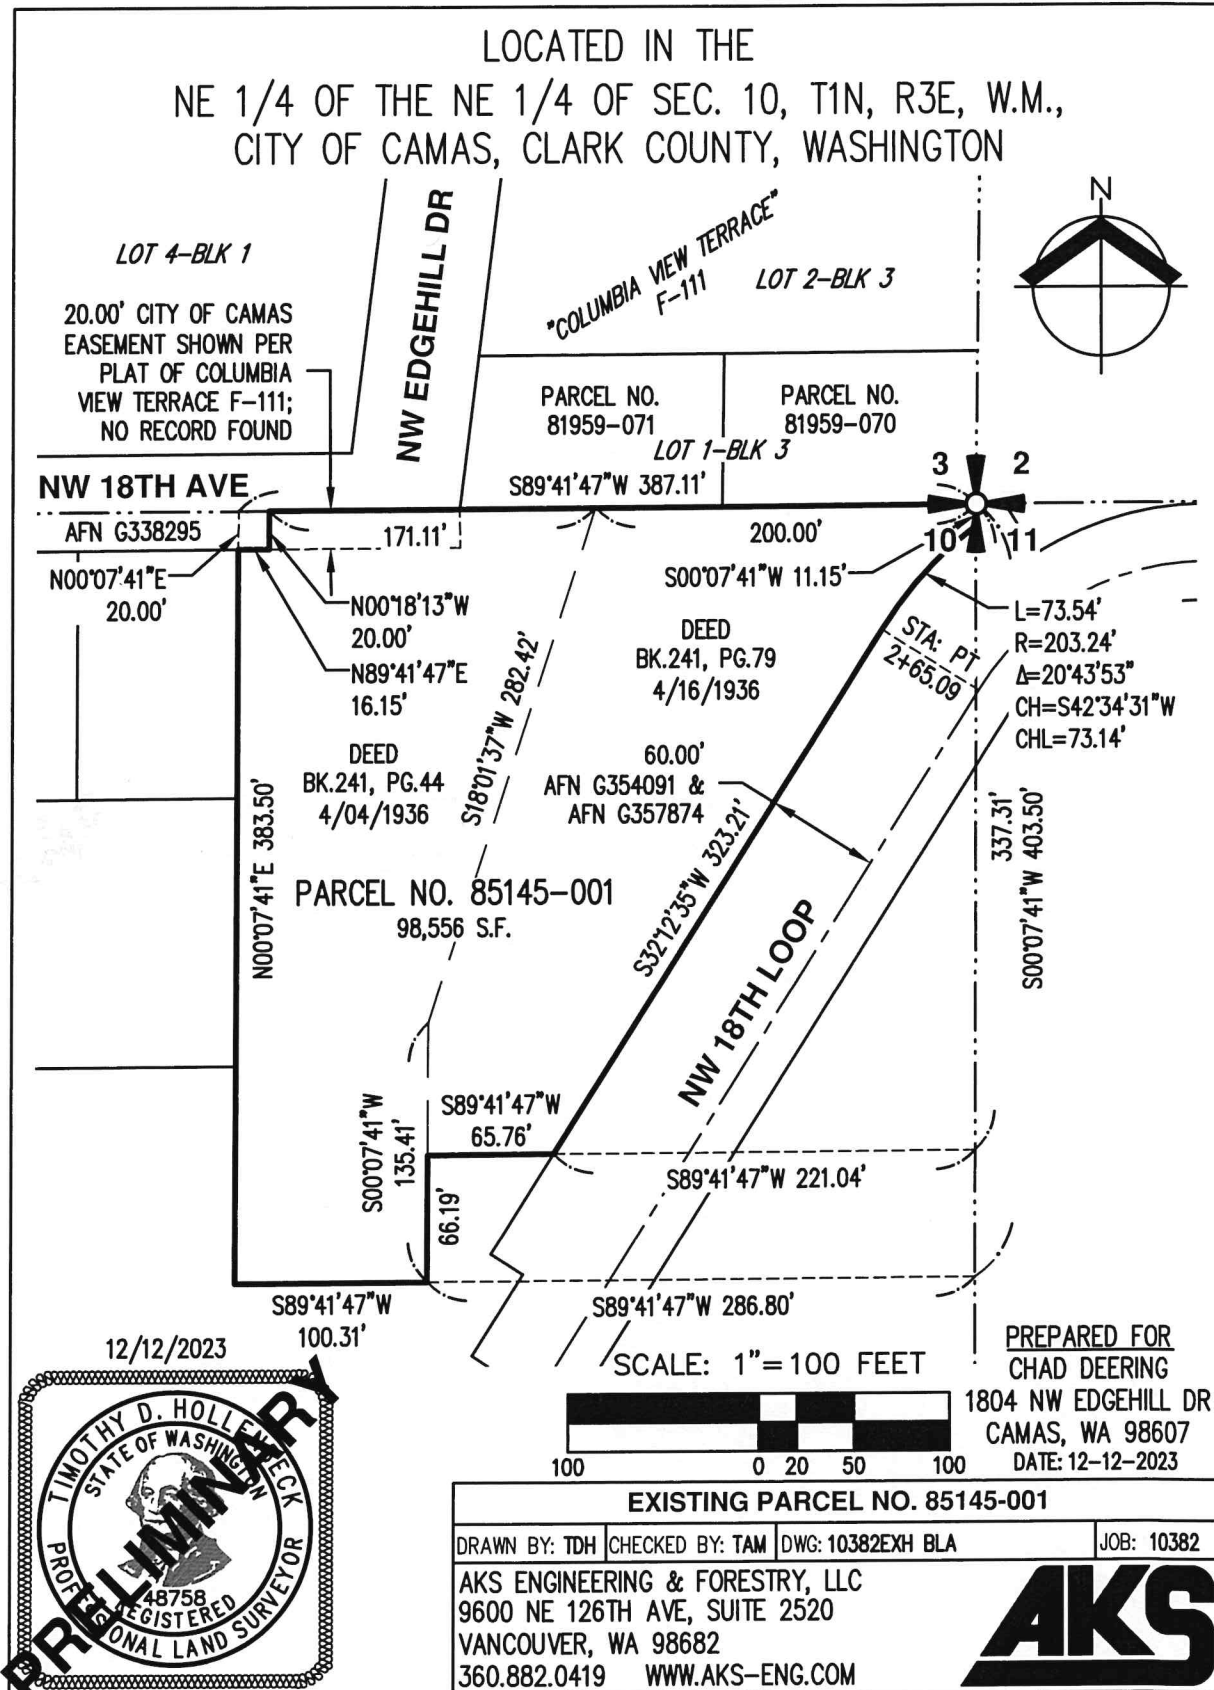 LOCATED IN THE
NE 1/4 OF THE NE 1/4 OF SEC. 10, T1N, R3E, W.M.,
CITY OF CAMAS, CLARK COUNTY, WASHINGTON
N
LOT 4-BLK 1
20.00' CITY OF CAMAS
EASEMENT SHOWN PER
PLAT OF COLUMBIA
VIEW TERRACE F-111;
NO RECORD FOUND
NW EDGEHILL DR
"COLUMBIA VIEW TERRACE"
F-111
LOT 2-BLK 3
PARCEL NO.
81959-071
PARCEL NO.
81959-070
LOT 1-BLK 3
NW 18TH AVE
AFN G338295
S89°41'47"W 387.11'
3
2
10
11
171.11'
200.00'
N00°07'41"E
20.00'
N00°18'13"W
20.00'
N89°41'47"E
16.15'
S00°07'41"W 11.15'
L=73.54'
R=203.24'
Δ=20°43'53"
CH=S42°34'31"W
CHL=73.14'
STA: PT
2+65.09
DEED
BK.241, PG.79
4/16/1936
DEED
BK.241, PG.44
4/04/1936
S18°01'37"W 282.42'
60.00'
AFN G354091 &
AFN G357874
N00°07'41"E 383.50'
S32°12'35"W 323.21'
337.31'
S00°07'41"W 403.50'
PARCEL NO. 85145-001
98,556 S.F.
NW 18TH LOOP
S00°07'41"W
135.41'
S89°41'47"W
65.76'
66.19'
S89°41'47"W 221.04'
S89°41'47"W
100.31'
S89°41'47"W 286.80'
12/12/2023
TIMOTHY D. HOLLENBECK
STATE OF WASHINGTON
48758
REGISTERED
PROFESSIONAL LAND SURVEYOR
PRELIMINARY
SCALE: 1"=100 FEET
100 0 20 50 100
PREPARED FOR
CHAD DEERING
1804 NW EDGEHILL DR
CAMAS, WA 98607
DATE: 12-12-2023
EXISTING PARCEL NO. 85145-001
DRAWN BY: TDH CHECKED BY: TAM DWG: 10382EXH BLA JOB: 10382
AKS ENGINEERING & FORESTRY, LLC
9600 NE 126TH AVE, SUITE 2520
VANCOUVER, WA 98682
360.882.0419 WWW.AKS-ENG.COM
AKS